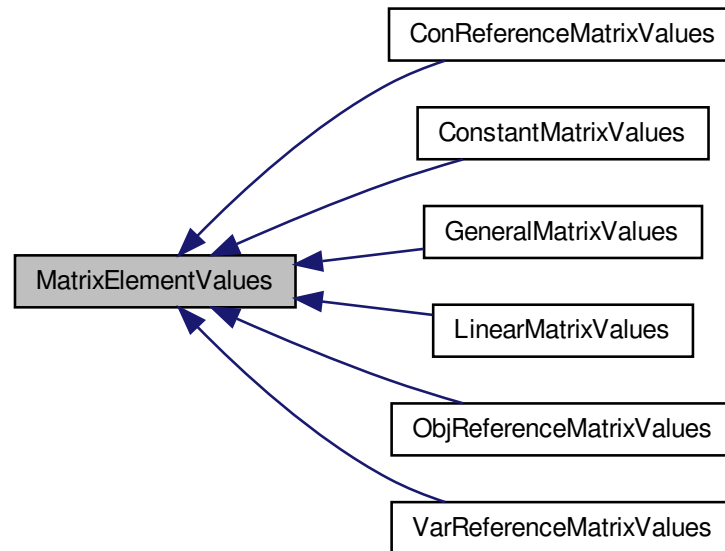 ConReferenceMatrixValues
ConstantMatrixValues
GeneralMatrixValues
MatrixElementValues
LinearMatrixValues
ObjReferenceMatrixValues
VarReferenceMatrixValues